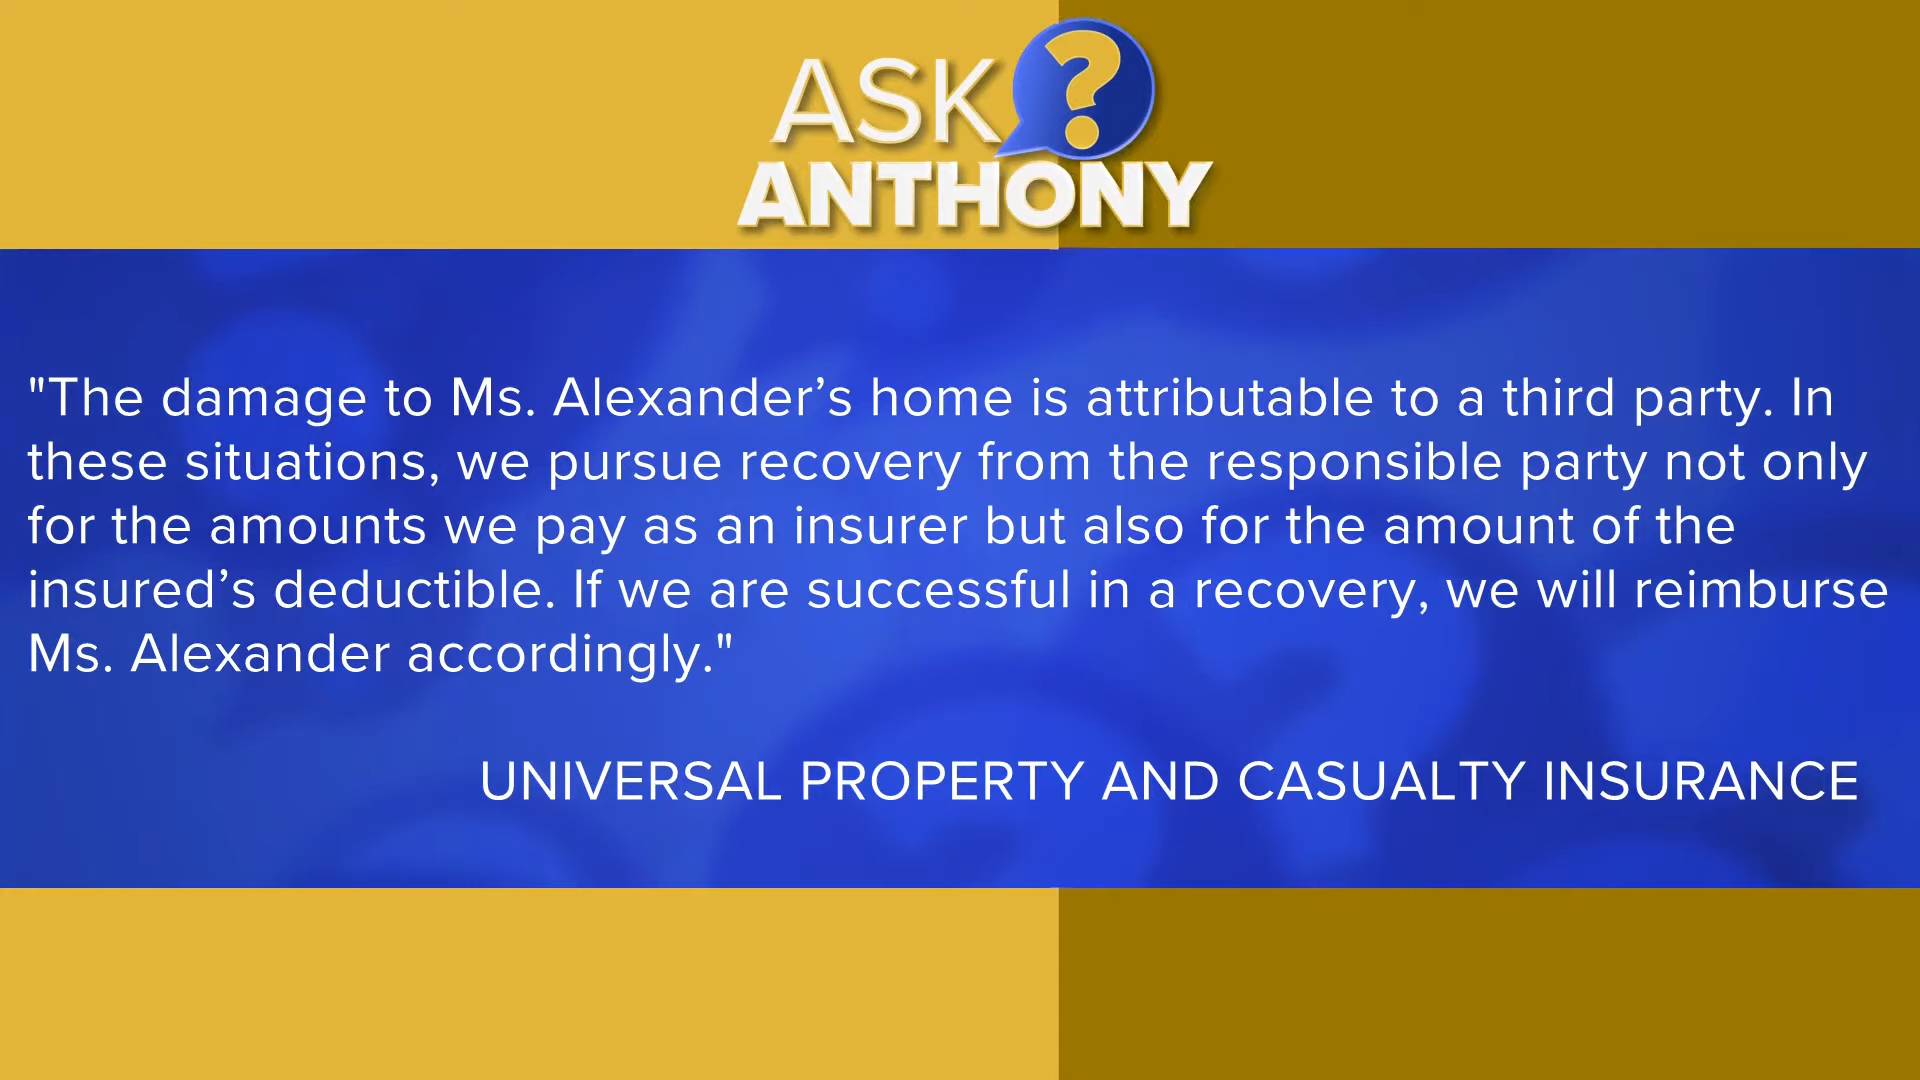 ASK
ANTHONY
"The damage to Ms. Alexander’s home is attributable to a third party. In
these situations, we pursue recovery from the responsible party not only
for the amounts we pay as an insurer but also for the amount of the
insured’s deductible. If we are successful in a recovery, we will reimburse
Ms. Alexander accordingly."
UNIVERSAL PROPERTY AND CASUALTY INSURANCE